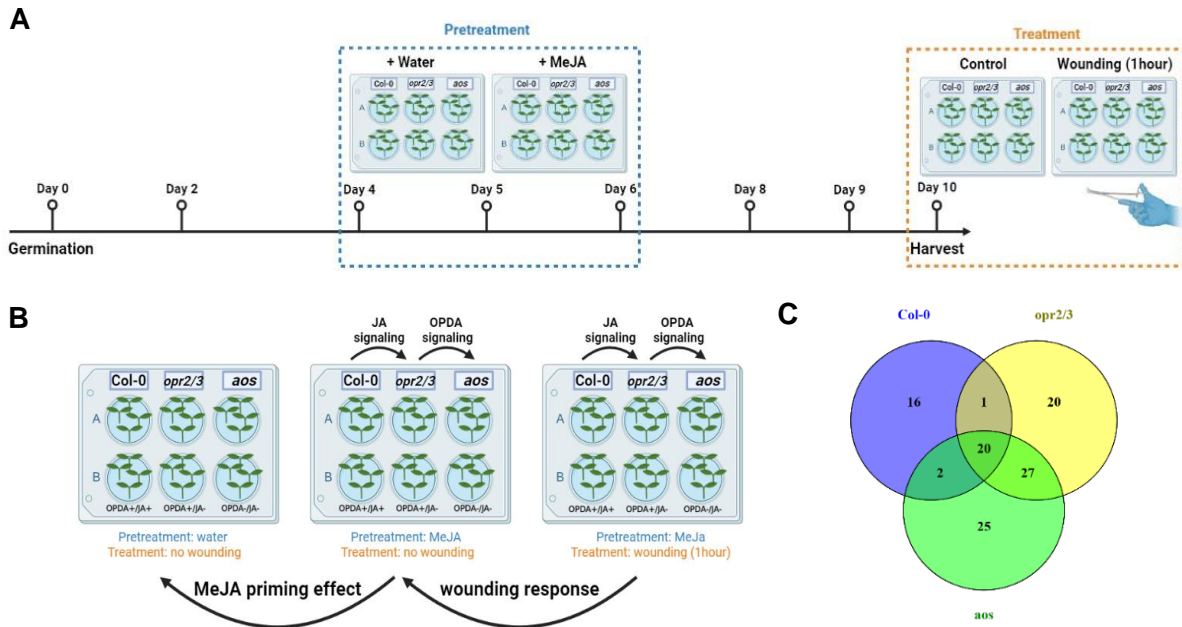 A
Pretreatment
Treatment
+ Water
+ MeJA
Control
Wounding (1hour)
Col-0 opr2/3 aos
Col-0 opr2/3 aos
Col-0 opr2/3 aos
Col-0 opr2/3 aos
A
A
A
A
B
B
B
B
Day 0
Day 2
Day 4
Day 5
Day 6
Day 8
Day 9
Day 10
Germination
Harvest
B
JA
signaling
OPDA
signaling
JA
signaling
OPDA
signaling
Col-0 opr2/3 aos
Col-0 opr2/3 aos
Col-0 opr2/3 aos
A
A
A
B
B
B
OPDA+/JA+ OPDA+/JA- OPDA-/JA-
OPDA+/JA+ OPDA+/JA- OPDA-/JA-
OPDA+/JA+ OPDA+/JA- OPDA-/JA-
Pretreatment: water
Treatment: no wounding
Pretreatment: MeJA
Treatment: no wounding
Pretreatment: MeJa
Treatment: wounding (1hour)
MeJA priming effect
wounding response
C
Col-0
opr2/3
16
1
20
20
2
27
25
aos